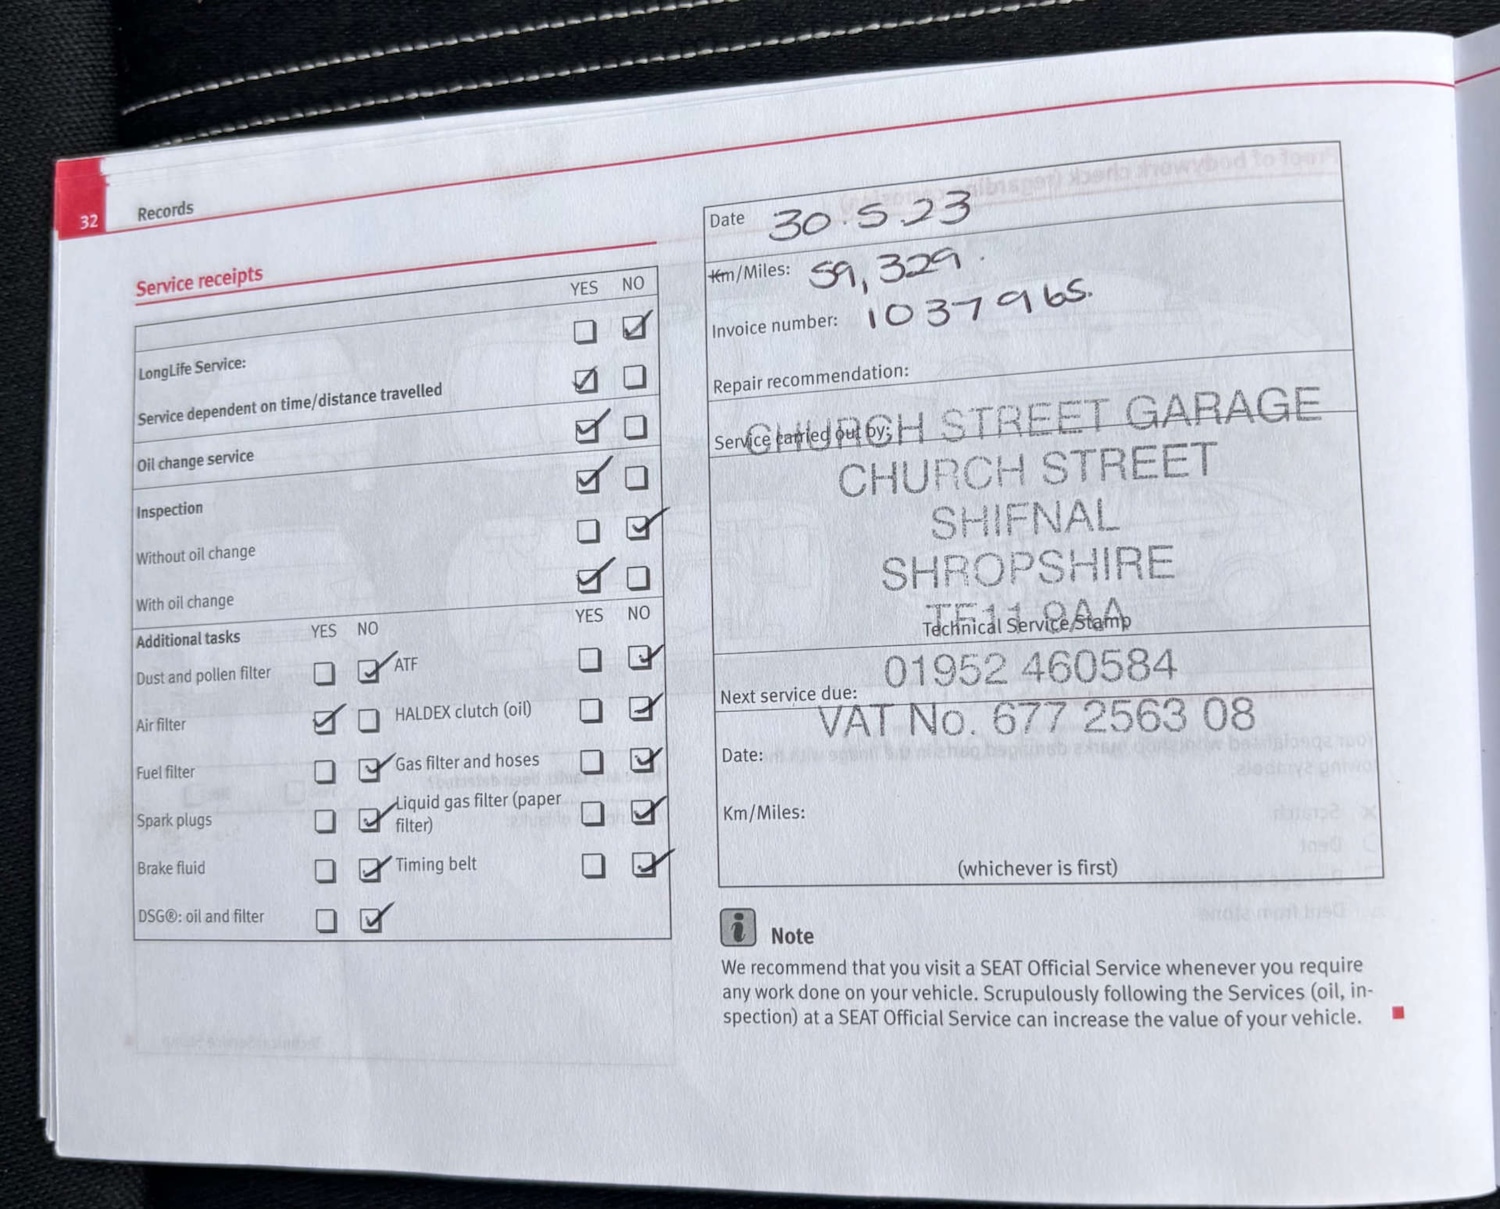 32
Records
Service receipts
YES NO
LongLife Service:
Service dependent on time/distance travelled
Oil change service
Inspection
Without oil change
With oil change
Additional tasks YES NO YES NO
Dust and pollen filter ATF
Air filter HALDEX clutch (oil)
Fuel filter Gas filter and hoses
Spark plugs Liquid gas filter (paper
filter)
Brake fluid Timing belt
DSG®: oil and filter
Date 30.5.23
Km/Miles: 59,329.
Invoice number: 1037965.
Repair recommendation:
Service carried out by:
CHURCH STREET GARAGE
CHURCH STREET
SHIFNAL
SHROPSHIRE
TF11 9AA
Technical Service/Stamp
01952 460584
Next service due:
VAT No. 677 2563 08
Date:
Km/Miles:
(whichever is first)
i Note
We recommend that you visit a SEAT Official Service whenever you require
any work done on your vehicle. Scrupulously following the Services (oil, in-
spection) at a SEAT Official Service can increase the value of your vehicle.